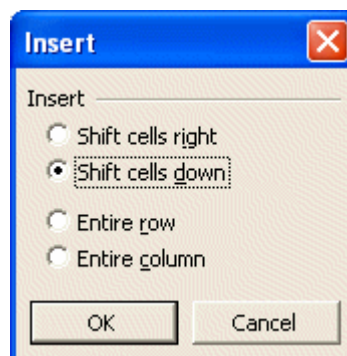 Insert
Insert
Shift cells right
Shift cells down
Entire row
Entire column
OK Cancel